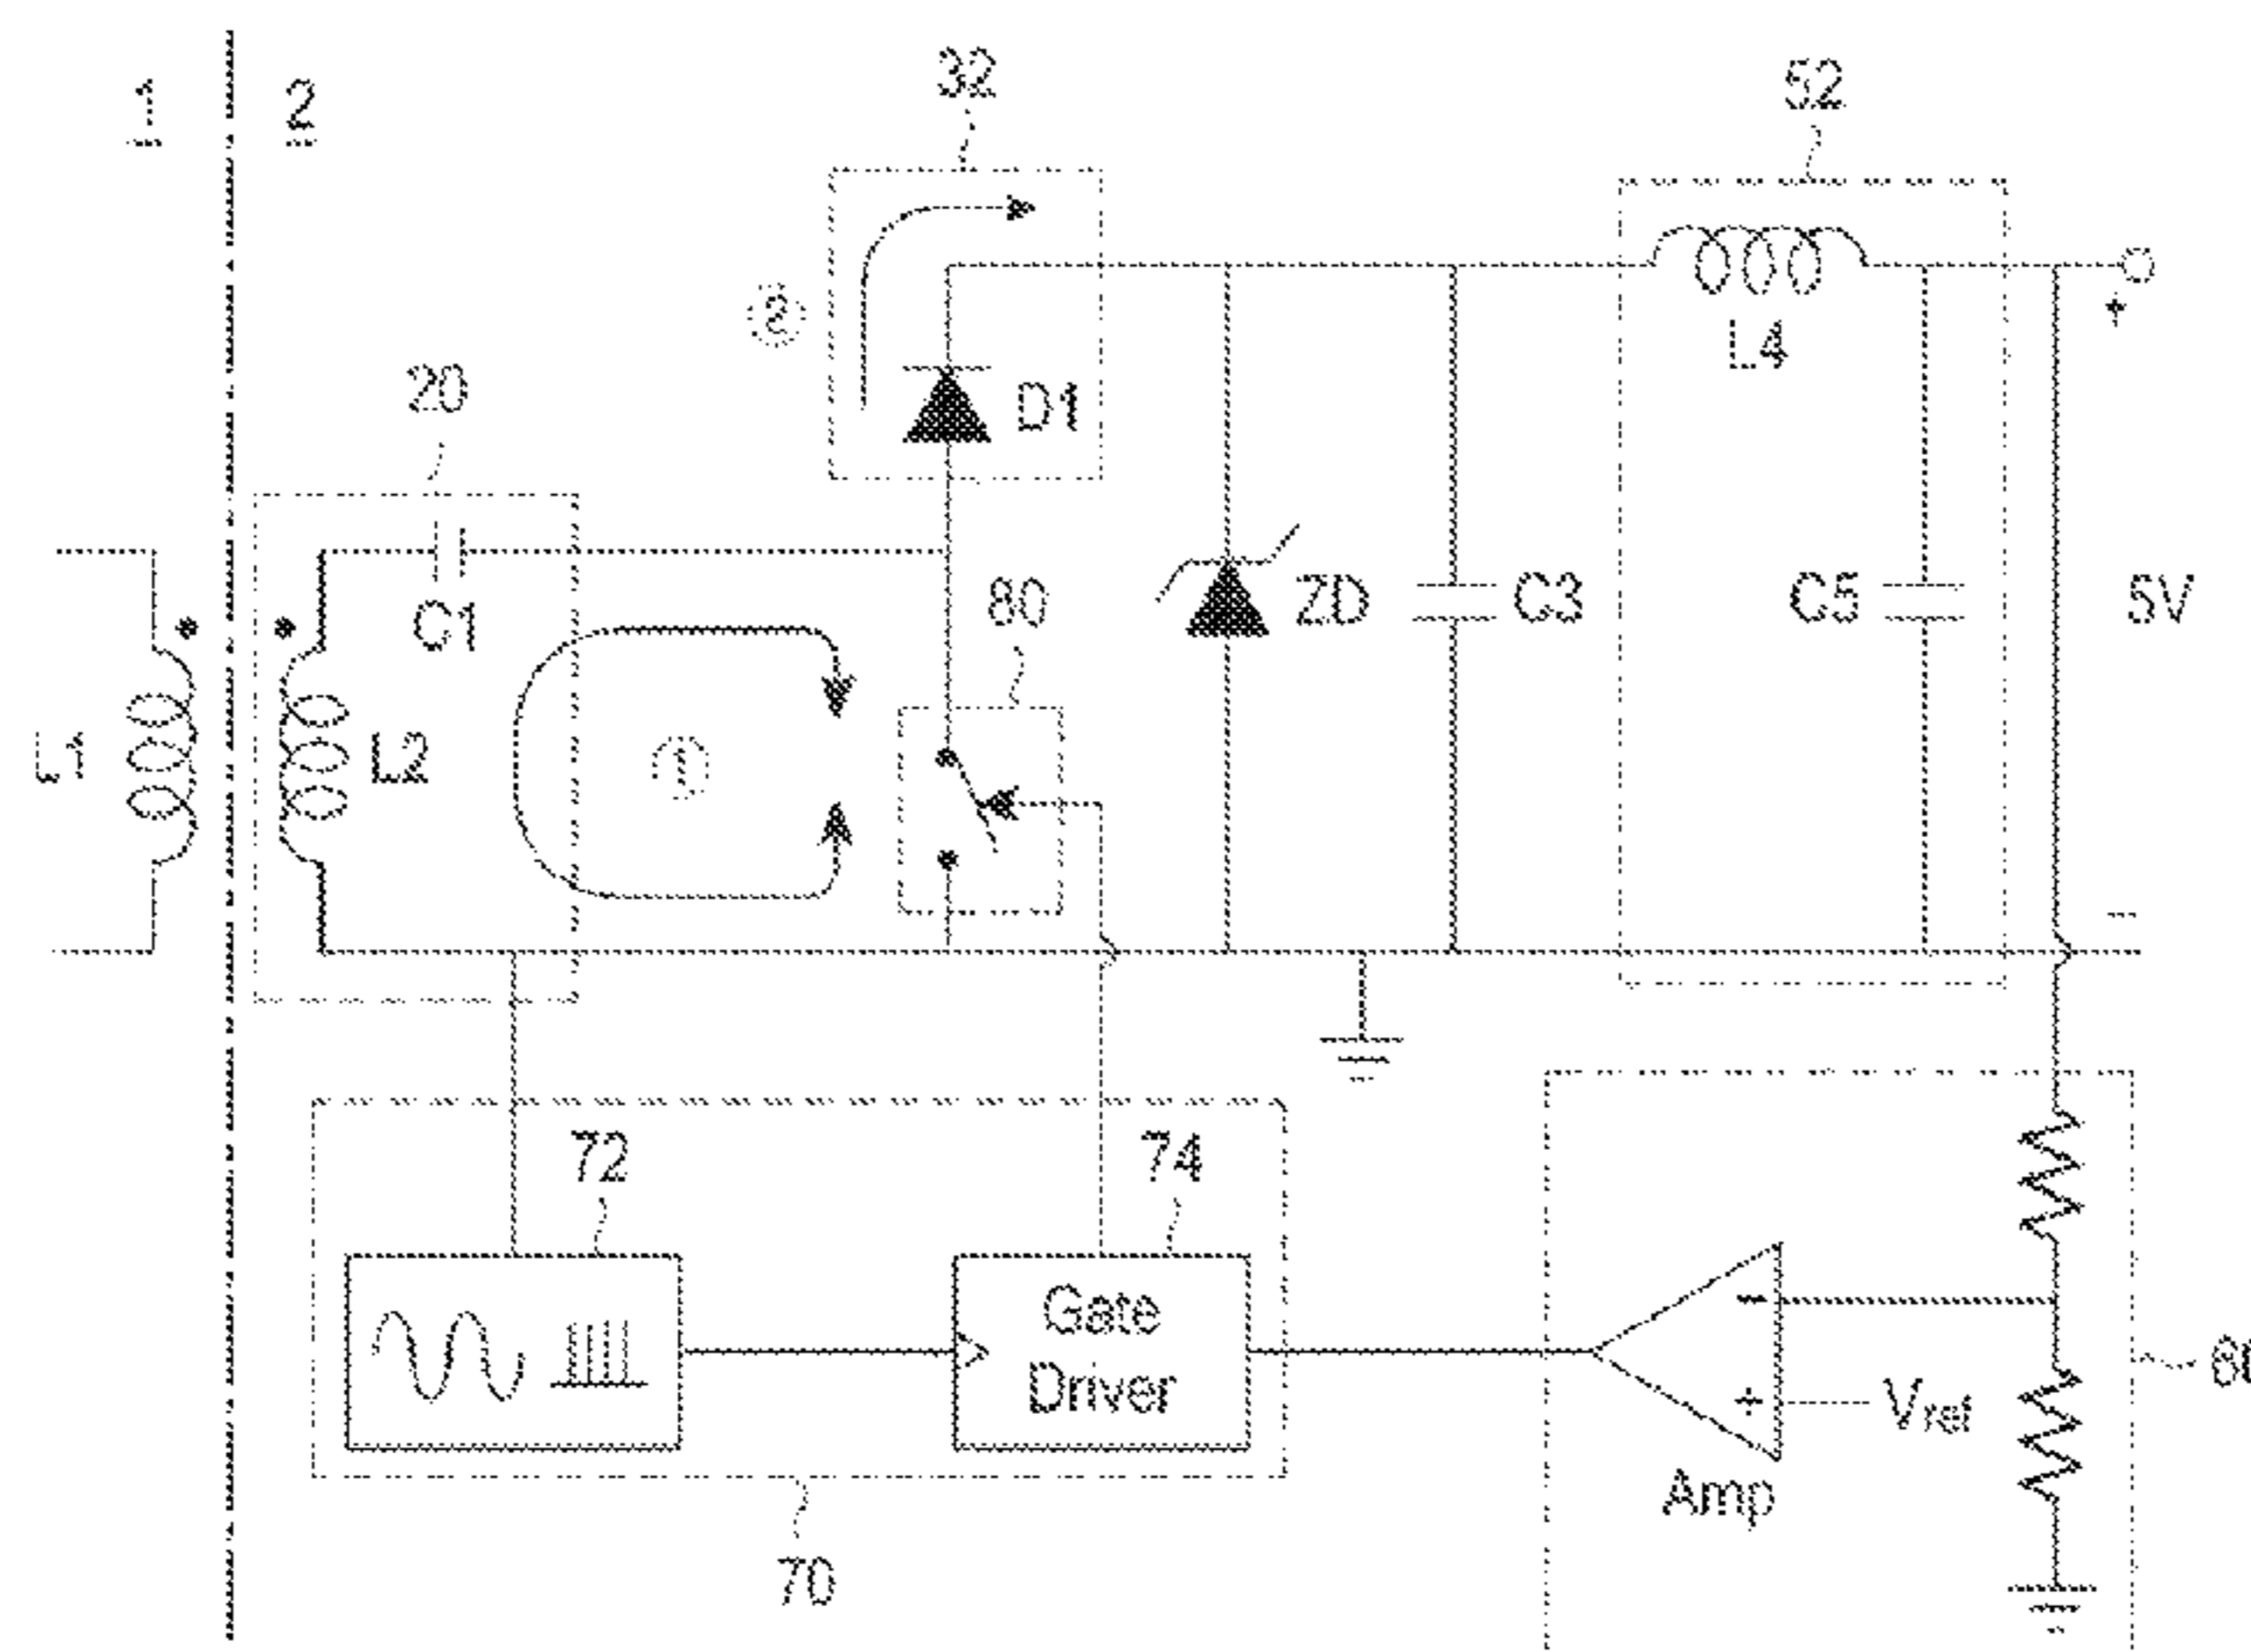 1
2
32
52
②
L4
+
20
D1
C1
80
ZD
C3
C5
5V
L1
L2
①
−
72
74
Gate
Driver
−
+
Vref
Amp
70